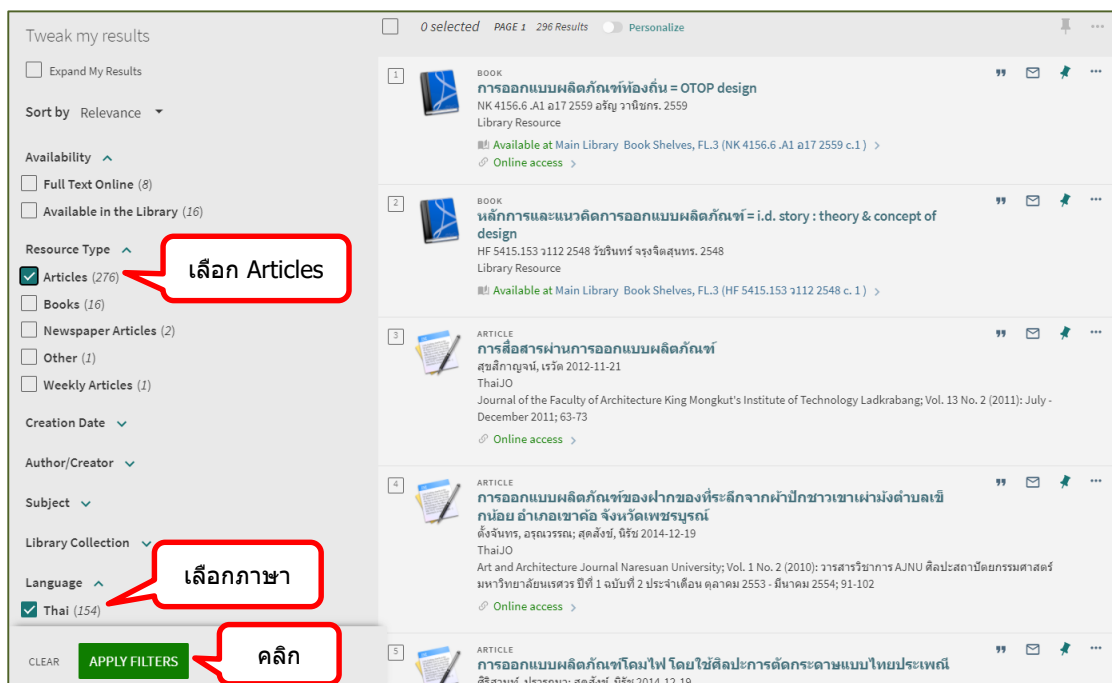 Tweak my results
Expand My Results
Sort by Relevance
Availability
Full Text Online (8)
Available in the Library (16)
Resource Type
Articles (276)
เลือก Articles
Books (16)
Newspaper Articles (2)
Other (1)
Weekly Articles (1)
Creation Date
Author/Creator
Subject
Library Collection
Language
เลือกภาษา
Thai (154)
CLEAR
APPLY FILTERS
คลิก
0 selected PAGE 1 296 Results Personalize
1
BOOK
การออกแบบผลิตภัณฑ์ท้องถิ่น = OTOP design
NK 4156.6 .A1 อ17 2559 อรัญ วานิชกร. 2559
Library Resource
Available at Main Library Book Shelves, FL.3 (NK 4156.6 .A1 อ17 2559 c.1 )
Online access
2
BOOK
หลักการและแนวคิดการออกแบบผลิตภัณฑ์ = i.d. story : theory & concept of
design
HF 5415.153 ว112 2548 วัชรินทร์ จรุงจิตสุนทร. 2548
Library Resource
Available at Main Library Book Shelves, FL.3 (HF 5415.153 ว112 2548 c. 1 )
3
ARTICLE
การสื่อสารผ่านการออกแบบผลิตภัณฑ์
สุขสิกาญจน์, เรวัต 2012-11-21
ThaiJO
Journal of the Faculty of Architecture King Mongkut's Institute of Technology Ladkrabang; Vol. 13 No. 2 (2011): July -
December 2011; 63-73
Online access
4
ARTICLE
การออกแบบผลิตภัณฑ์ของฝากของที่ระลึกจากผ้าปักชาวเขาเผ่ามังตำบลเข็
กน้อย อำเภอเขาค้อ จังหวัดเพชรบูรณ์
ตั้งจันทร, อรุณวรรณ; สุดสังข์, นิรัช 2014-12-19
ThaiJO
Art and Architecture Journal Naresuan University; Vol. 1 No. 2 (2010): วารสารวิชาการ AJNU ศิลปะสถาปัตยกรรมศาสตร์
มหาวิทยาลัยนเรศวร ปีที่ 1 ฉบับที่ 2 ประจำเดือน ตุลาคม 2553 - มีนาคม 2554; 91-102
Online access
5
ARTICLE
การออกแบบผลิตภัณฑ์โคมไฟ โดยใช้ศิลปะการตัดกระดาษแบบไทยประเพณี
2014-12-19